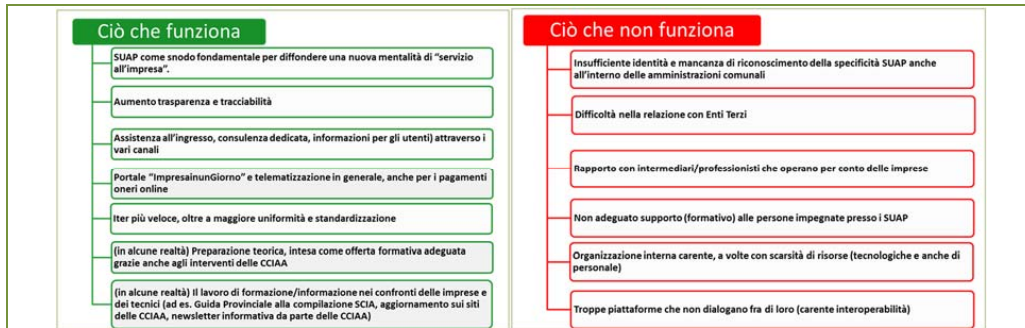 Ciò che funziona
SUAP come snodo fondamentale per diffondere una nuova mentalità di “servizio
all’impresa”.
Aumento trasparenza e tracciabilità
Assistenza all’ingresso, consulenza dedicata, informazioni per gli utenti) attraverso i
vari canali
Portale “ImpresainunGiorno” e telematizzazione in generale, anche per i pagamenti
oneri online
Iter più veloce, oltre a maggiore uniformità e standardizzazione
(in alcune realtà) Preparazione teorica, intesa come offerta formativa adeguata
grazie anche agli interventi delle CCIAA
(in alcune realtà) Il lavoro di formazione/informazione nei confronti delle imprese e
dei tecnici (ad es. Guida Provinciale alla compilazione SCIA, aggiornamento sui siti
delle CCIAA, newsletter informativa da parte delle CCIAA)
Ciò che non funziona
Insufficiente identità e mancanza di riconoscimento della specificità SUAP anche
all’interno delle amministrazioni comunali
Difficoltà nella relazione con Enti Terzi
Rapporto con intermediari/professionisti che operano per conto delle imprese
Non adeguato supporto (formativo) alle persone impegnate presso i SUAP
Organizzazione interna carente, a volte con scarsità di risorse (tecnologiche e anche di
personale)
Troppe piattaforme che non dialogano fra di loro (carente interoperabilità)